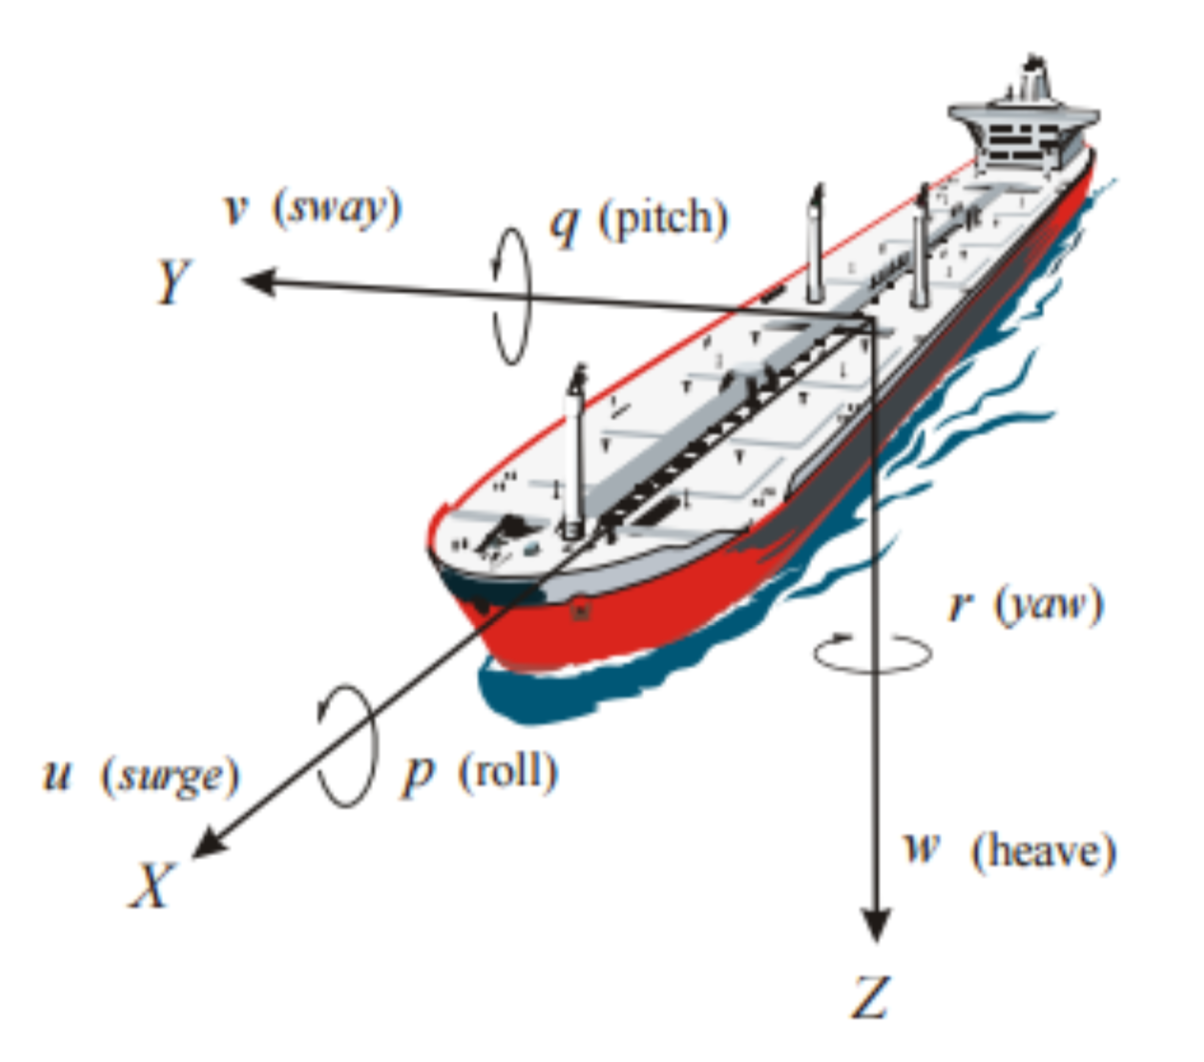 v (sway)
q (pitch)
Y
r (yaw)
u (surge)
p (roll)
X
w (heave)
Z